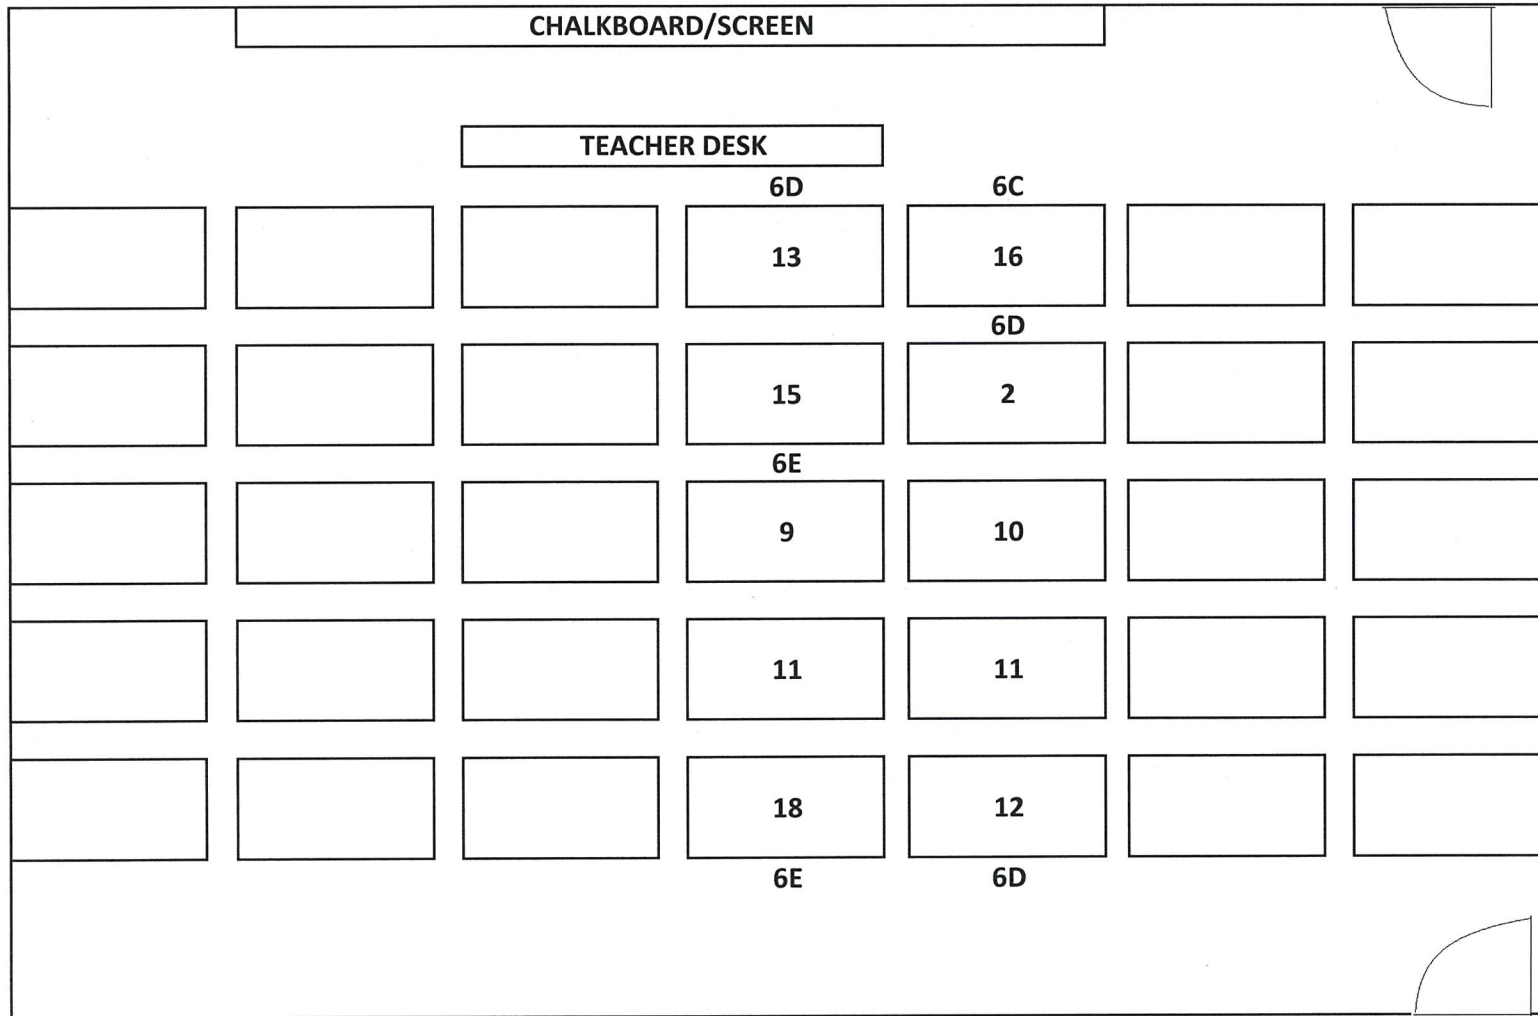 CHALKBOARD/SCREEN
TEACHER DESK
6D 6C
13 16
6D
15 2
6E
9 10
11 11
18 12
6E 6D